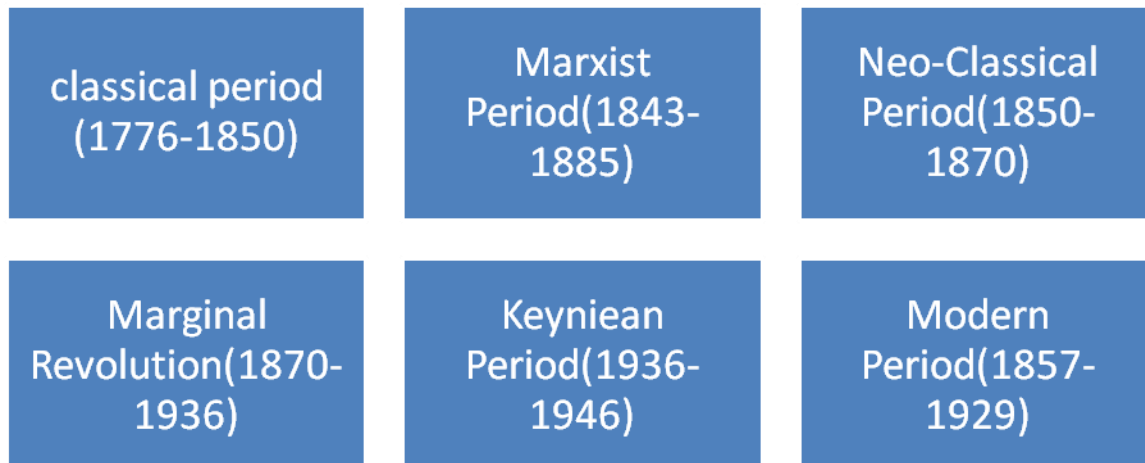 classical period
(1776-1850)
Marxist
Period(1843-
1885)
Neo-Classical
Period(1850-
1870)
Marginal
Revolution(1870-
1936)
Keyniean
Period(1936-
1946)
Modern
Period(1857-
1929)